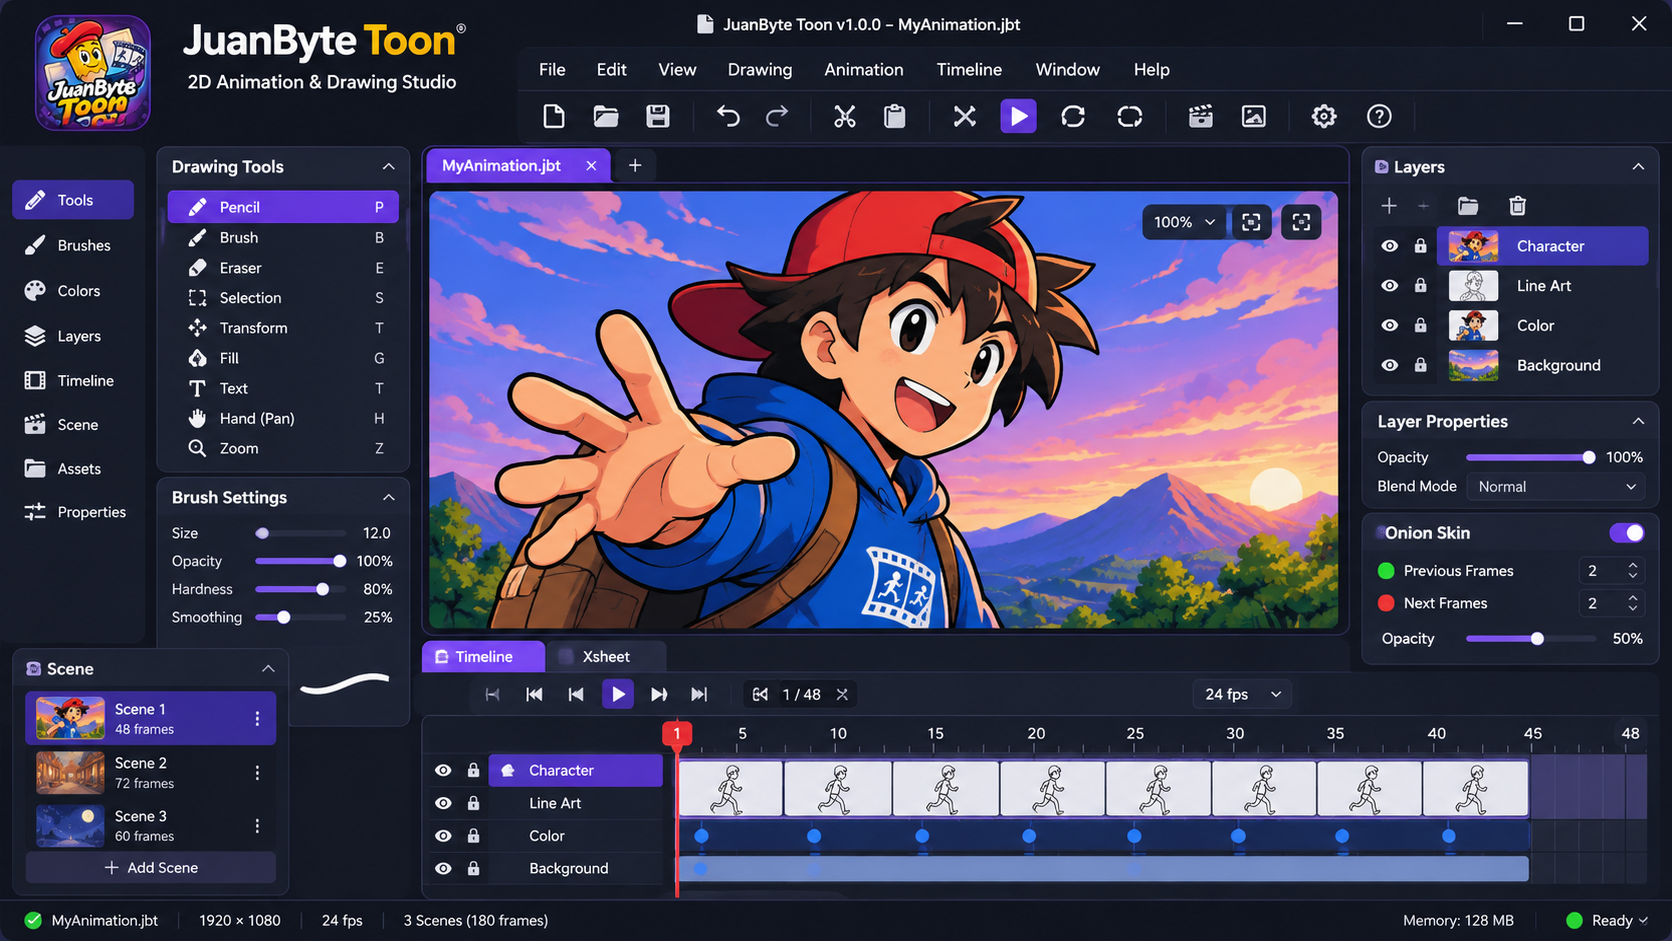 JuanByte Toon
JuanByte Toon®
2D Animation & Drawing Studio
JuanByte Toon v1.0.0 – MyAnimation.jbt
File Edit View Drawing Animation Timeline Window Help
Tools
Brushes
Colors
Layers
Timeline
Scene
Assets
Properties
Drawing Tools
Pencil P
Brush B
Eraser E
Selection S
Transform T
Fill G
Text T
Hand (Pan) H
Zoom Z
Brush Settings
Size 12.0
Opacity 100%
Hardness 80%
Smoothing 25%
Scene
Scene 1
48 frames
Scene 2
72 frames
Scene 3
60 frames
+ Add Scene
MyAnimation.jbt
100%
Layers
Character
Line Art
Color
Background
Layer Properties
Opacity 100%
Blend Mode Normal
Onion Skin
Previous Frames 2
Next Frames 2
Opacity 50%
Timeline Xsheet
1 / 48
24 fps
1 5 10 15 20 25 30 35 40 45 48
Character
Line Art
Color
Background
MyAnimation.jbt 1920 × 1080 24 fps 3 Scenes (180 frames) Memory: 128 MB Ready